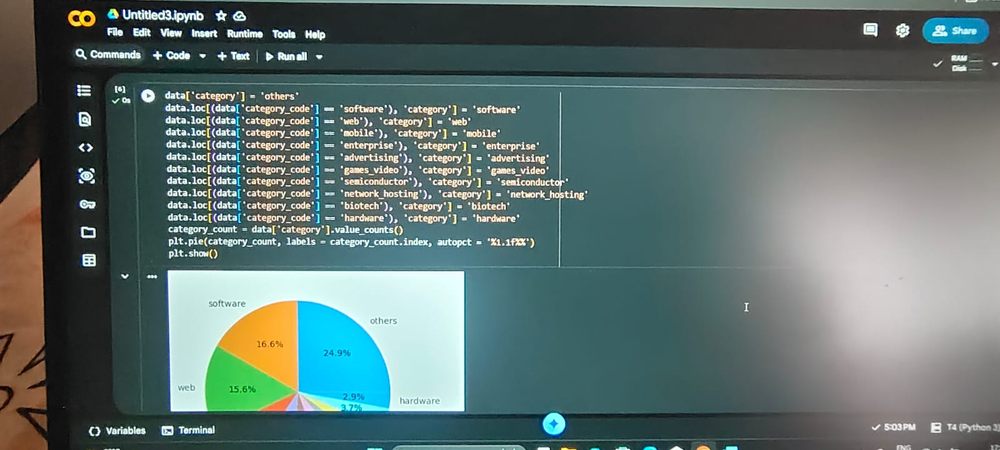 Untitled3.ipynb
File Edit View Insert Runtime Tools Help
Share
Commands + Code + Text Run all
RAM
Disk
[6]
0s
data['category'] = 'others'
data.loc[(data['category_code'] == 'software'), 'category'] = 'software'
data.loc[(data['category_code'] == 'web'), 'category'] = 'web'
data.loc[(data['category_code'] == 'mobile'), 'category'] = 'mobile'
data.loc[(data['category_code'] == 'enterprise'), 'category'] = 'enterprise'
data.loc[(data['category_code'] == 'advertising'), 'category'] = 'advertising'
data.loc[(data['category_code'] == 'games_video'), 'category'] = 'games_video'
data.loc[(data['category_code'] == 'semiconductor'), 'category'] = 'semiconductor'
data.loc[(data['category_code'] == 'network_hosting'), 'category'] = 'network_hosting'
data.loc[(data['category_code'] == 'biotech'), 'category'] = 'biotech'
data.loc[(data['category_code'] == 'hardware'), 'category'] = 'hardware'
category_count = data['category'].value_counts()
plt.pie(category_count, labels = category_count.index, autopct = '%1.1f%%')
plt.show()
software
others
16.6%
24.9%
web
15.6%
2.9%
hardware
3.7%
Variables Terminal
5:03 PM T4 (Python 3)
ENG